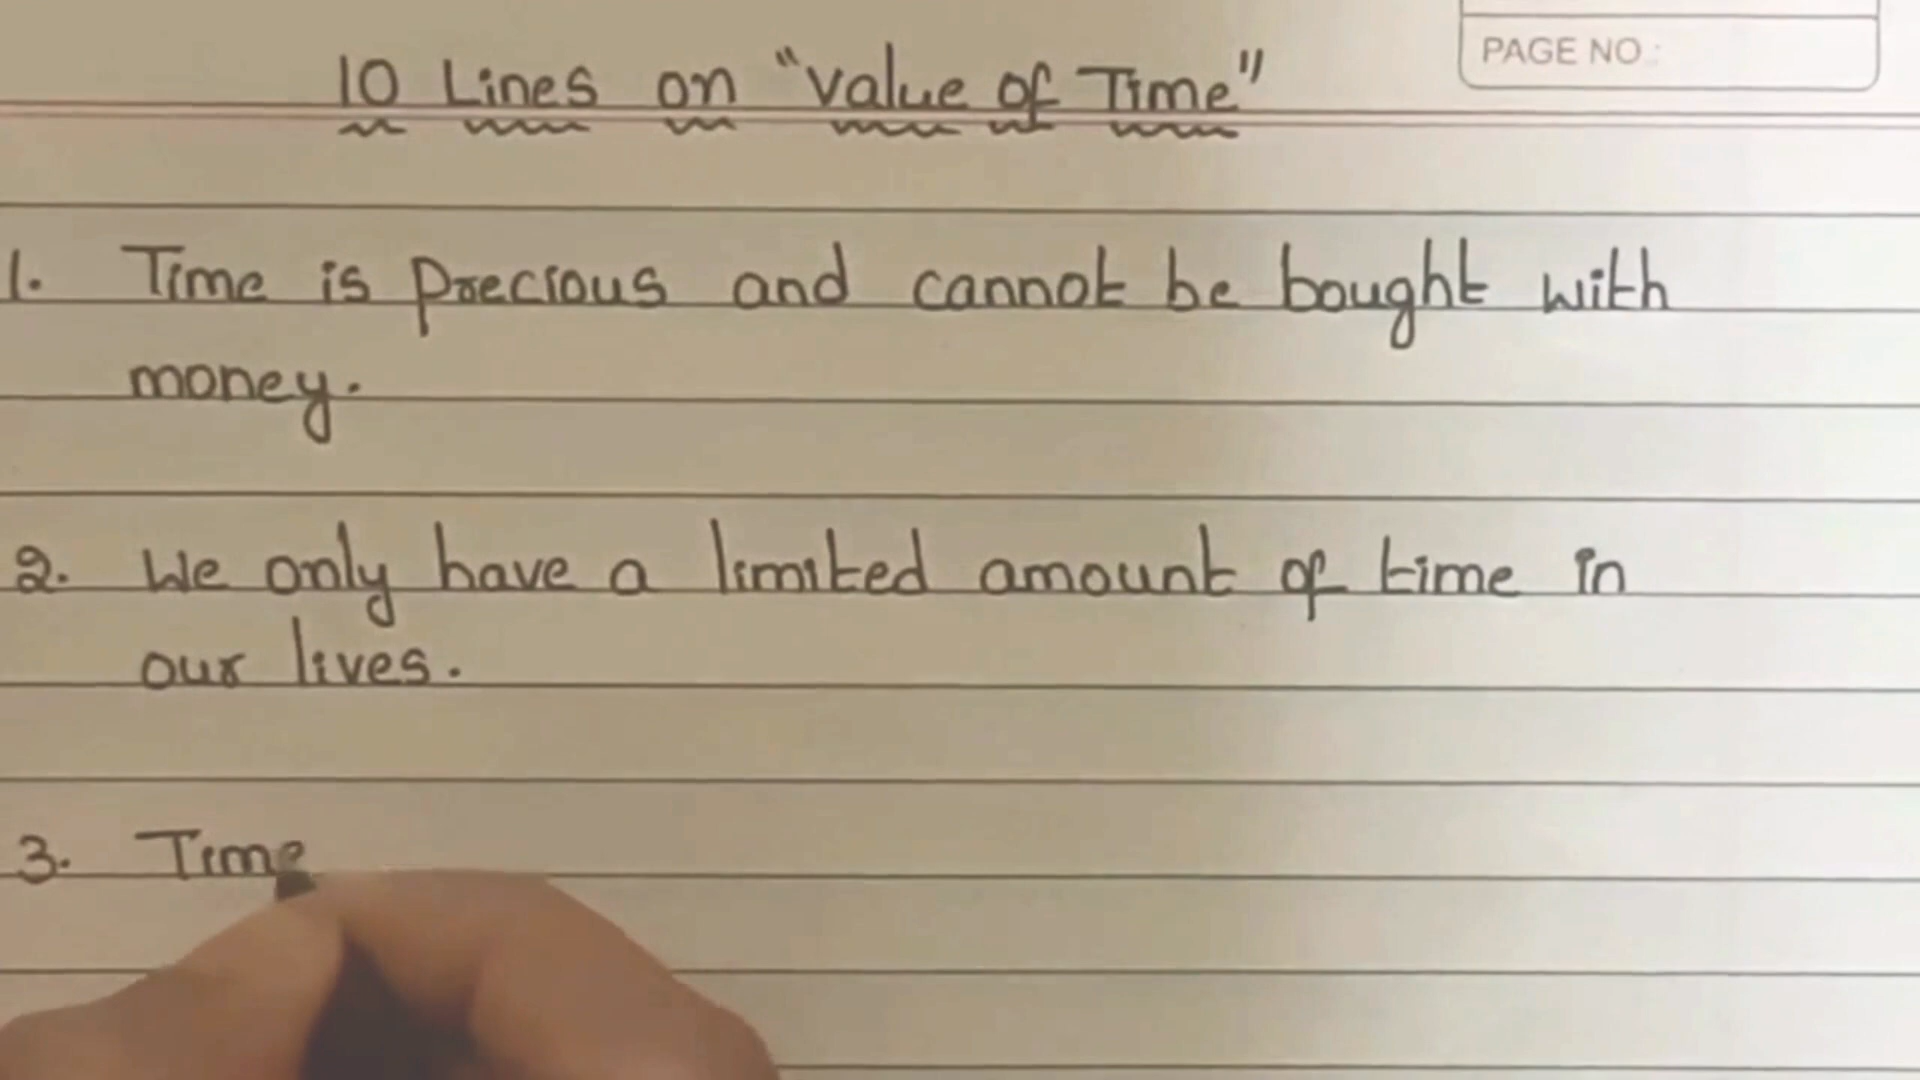 PAGE NO.:
10 Lines on "Value of Time"
1. Time is precious and cannot be bought with
money.
2. We only have a limited amount of time in
our lives.
3. Time